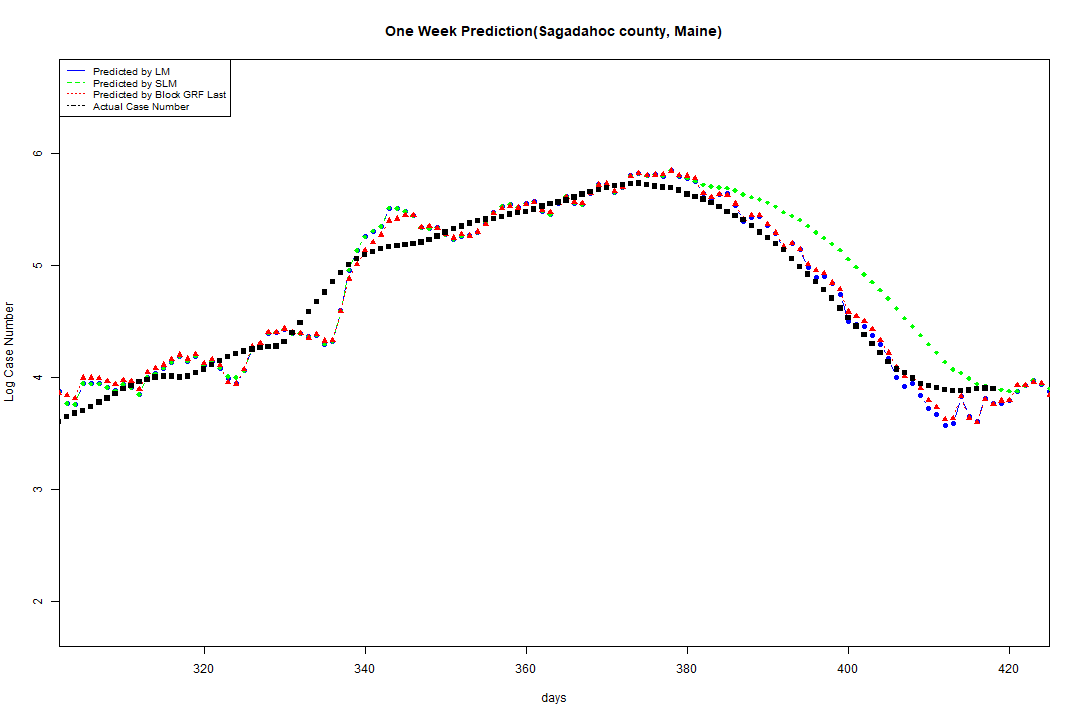 One Week Prediction(Sagadahoc county, Maine)
Predicted by LM
Predicted by SLM
Predicted by Block GRF Last
Actual Case Number
6
5
4
3
2
Log Case Number
320 340 360 380 400 420
days